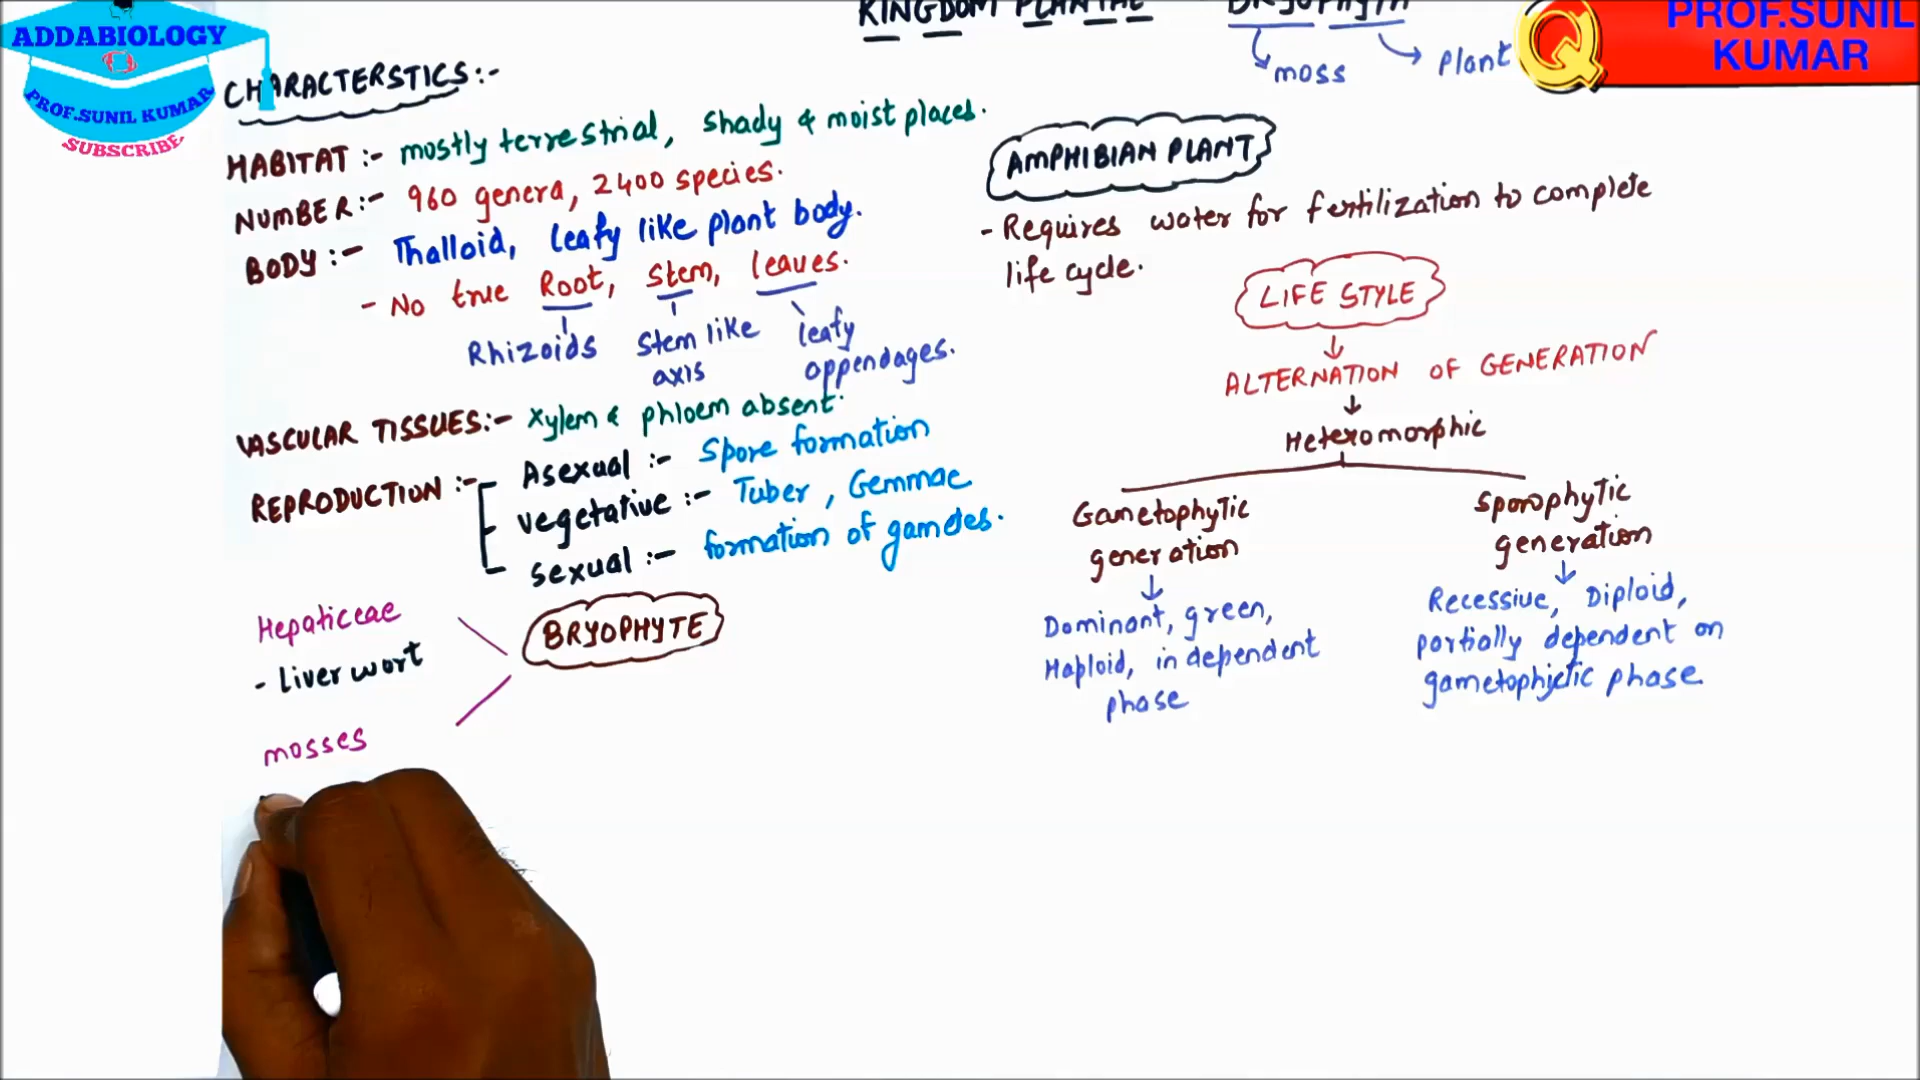 KINGDOM PLANTAE BRYOPHYTA
ADDABIOLOGY
PROF.SUNIL KUMAR
SUBSCRIBE
PROF.SUNIL
KUMAR
moss
plant
CHARACTERSTICS:-
HABITAT :- mostly terrestrial, shady & moist places.
NUMBER:- 960 genera, 2400 species.
BODY :- Thalloid, leafy like plant body.
- No true Root, stem, leaves.
Rhizoids
stem like
axis
leafy
appendages.
VASCULAR TISSUES:- xylem & phloem absent.
REPRODUCTION :-
Asexual :- Spore formation
vegetative :- Tuber, Gemmae
sexual :- formation of gametes.
BRYOPHYTE
Hepaticeae
- liver wort
mosses
AMPHIBIAN PLANT
- Requires water for fertilization to complete
life cycle.
LIFE STYLE
ALTERNATION OF GENERATION
Heteromorphic
Gametophytic
generation
Dominant, green,
Haploid, independent
phase
Sporophytic
generation
Recessive, Diploid,
partially dependent on
gametophytic phase